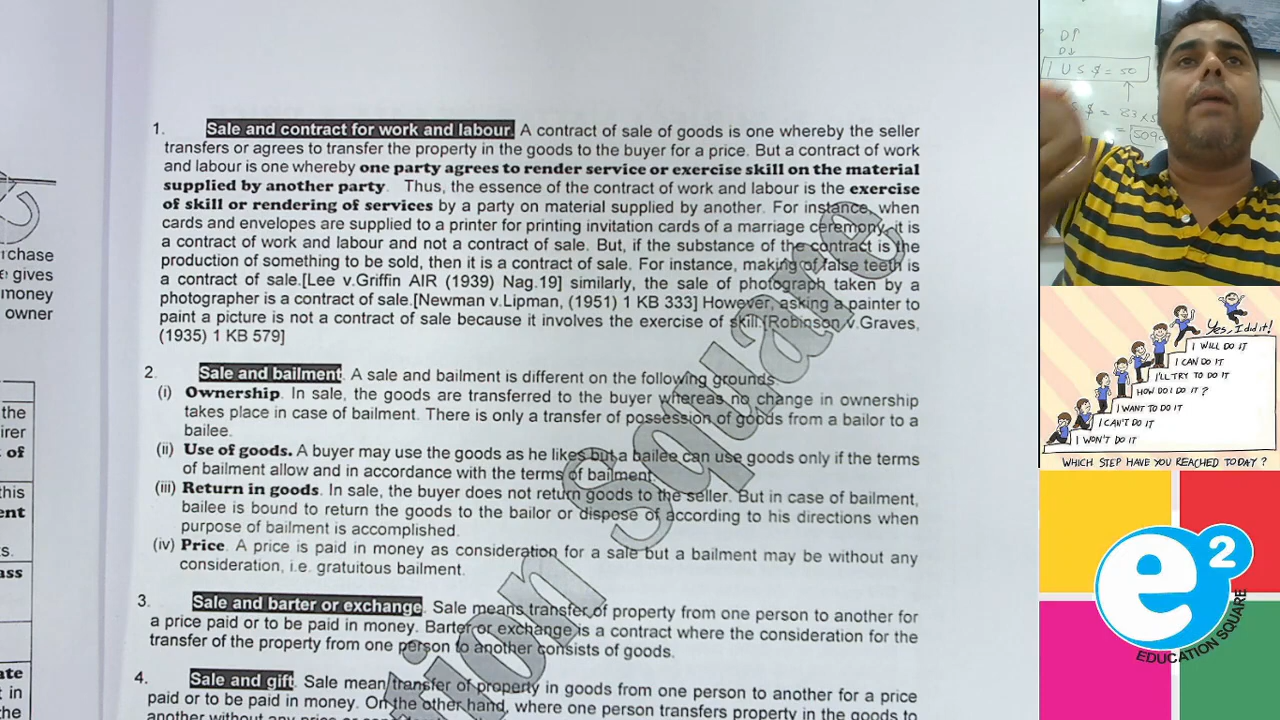 1. Sale and contract for work and labour. A contract of sale of goods is one whereby the seller
transfers or agrees to transfer the property in the goods to the buyer for a price. But a contract of work
and labour is one whereby one party agrees to render service or exercise skill on the material
supplied by another party. Thus, the essence of the contract of work and labour is the exercise
of skill or rendering of services by a party on material supplied by another. For instance, when
cards and envelopes are supplied to a printer for printing invitation cards of a marriage ceremony, it is
a contract of work and labour and not a contract of sale. But, if the substance of the contract is the
production of something to be sold, then it is a contract of sale. For instance, making of false teeth is
a contract of sale.[Lee v.Griffin AIR (1939) Nag.19] similarly, the sale of photograph taken by a
photographer is a contract of sale.[Newman v.Lipman, (1951) 1 KB 333] However, asking a painter to
paint a picture is not a contract of sale because it involves the exercise of skill.[Robinson v.Graves,
(1935) 1 KB 579]
2. Sale and bailment. A sale and bailment is different on the following grounds.
(i) Ownership. In sale, the goods are transferred to the buyer whereas no change in ownership
takes place in case of bailment. There is only a transfer of possession of goods from a bailor to a
bailee.
(ii) Use of goods. A buyer may use the goods as he likes but a bailee can use goods only if the terms
of bailment allow and in accordance with the terms of bailment.
(iii) Return in goods. In sale, the buyer does not return goods to the seller. But in case of bailment,
bailee is bound to return the goods to the bailor or dispose of according to his directions when
purpose of bailment is accomplished.
(iv) Price. A price is paid in money as consideration for a sale but a bailment may be without any
consideration, i.e. gratuitous bailment.
3. Sale and barter or exchange. Sale means transfer of property from one person to another for
a price paid or to be paid in money. Barter or exchange is a contract where the consideration for the
transfer of the property from one person to another consists of goods.
4. Sale and gift. Sale mean transfer of property in goods from one person to another for a price
paid or to be paid in money. On the other hand, where one person transfers property in the goods to
another without any price or
tion Square
chase
gives
money
owner
the
irer
of
this
ent
s.
ass
ate
t in
the
D↑
D↓
1 US $ = 50
Yes, I did it!
I WILL DO IT
I CAN DO IT
I'LL TRY TO DO IT
HOW DO I DO IT ?
I WANT TO DO IT
I CAN'T DO IT
I WON'T DO IT
WHICH STEP HAVE YOU REACHED TODAY ?
e2
EDUCATION SQUARE